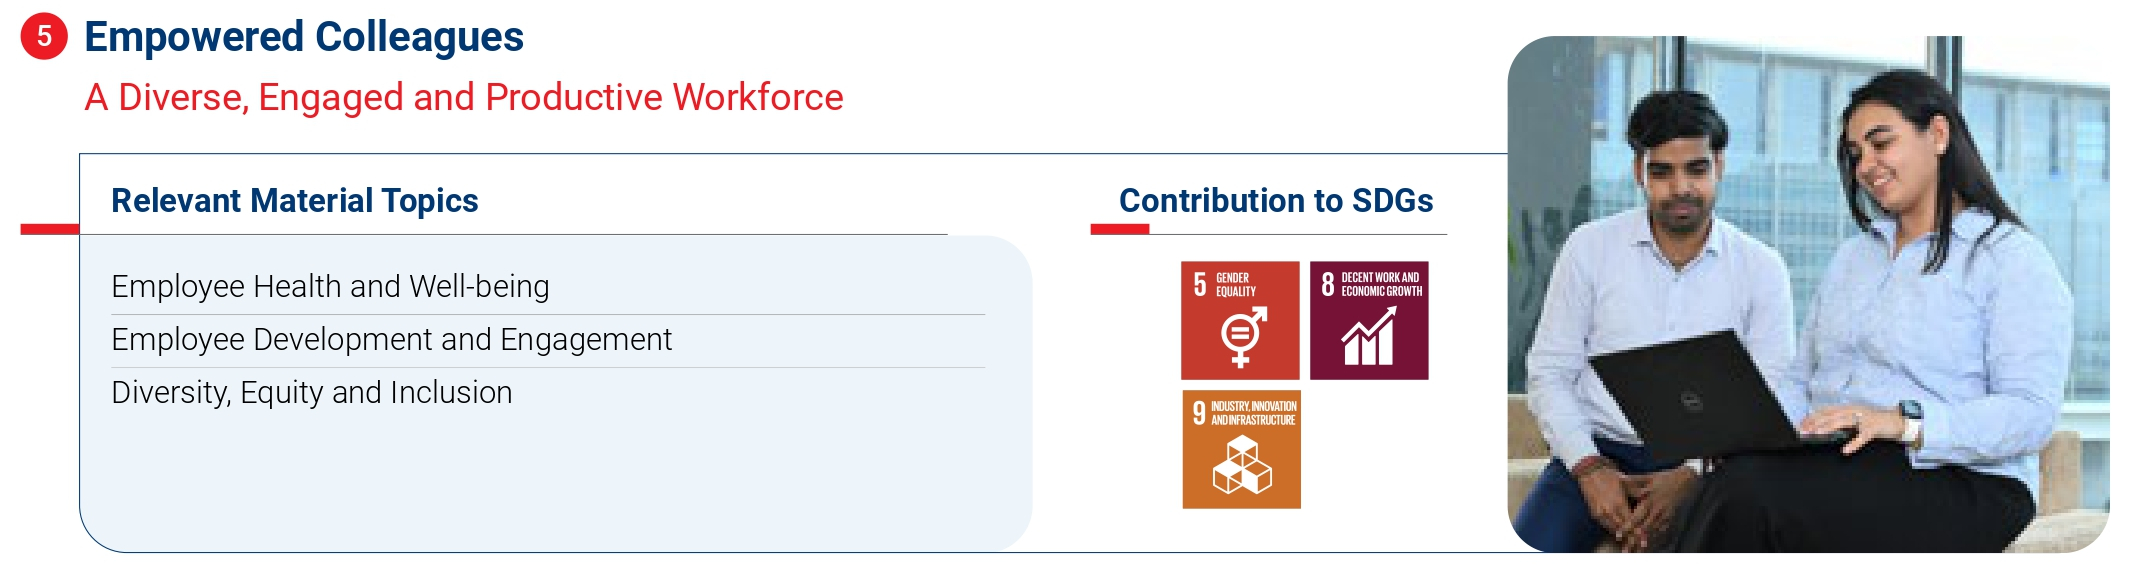 5 Empowered Colleagues
A Diverse, Engaged and Productive Workforce
Relevant Material Topics
Employee Health and Well-being
Employee Development and Engagement
Diversity, Equity and Inclusion
Contribution to SDGs
5 GENDER
EQUALITY
8 DECENT WORK AND
ECONOMIC GROWTH
9 INDUSTRY, INNOVATION
AND INFRASTRUCTURE